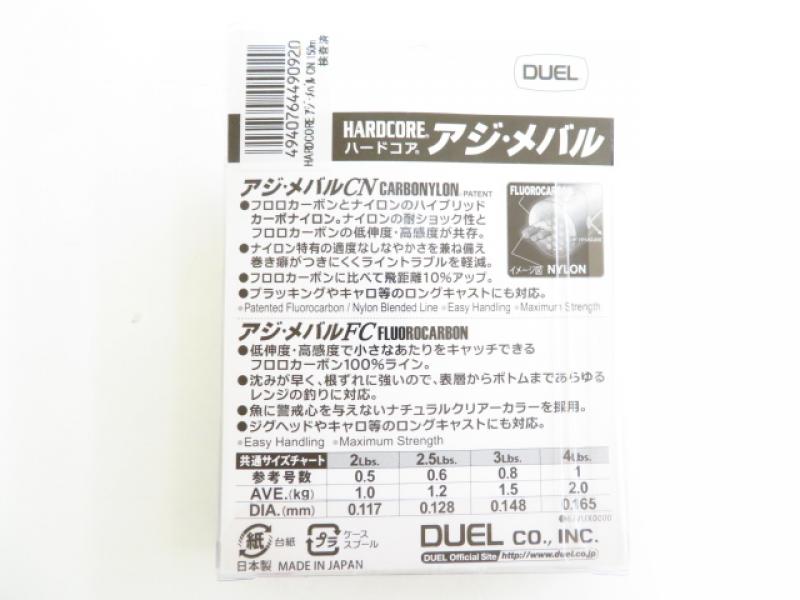 4940764490920
HARDCORE アジ・メバル CN 150m
検査済
DUEL
HARDCORE®
ハードコア® アジ・メバル
アジ・メバルCN CARBONYLON® PATENT
●フロロカーボンとナイロンのハイブリッド
カーボナイロン。ナイロンの耐ショック性と
フロロカーボンの低伸度・高感度が共存。
●ナイロン特有の適度なしなやかさを兼ね備え
巻き癖がつきにくくライントラブルを軽減。
●フロロカーボンに比べて飛距離10%アップ。
●プラッキングやキャロ等のロングキャストにも対応。
●Patented Fluorocarbon / Nylon Blended Line ●Easy Handling ●Maximum Strength
FLUOROCARBON
イメージ図 NYLON
アジ・メバルFC FLUOROCARBON
●低伸度・高感度で小さなあたりをキャッチできる
フロロカーボン100%ライン。
●沈みが早く、根ずれに強いので、表層からボトムまであらゆる
レンジの釣りに対応。
●魚に警戒心を与えないナチュラルクリアーカラーを採用。
●ジグヘッドやキャロ等のロングキャストにも対応。
●Easy Handling ●Maximum Strength
共通サイズチャート 2Lbs. 2.5Lbs. 3Lbs. 4Lbs.
参考号数 0.5 0.6 0.8 1
AVE.(kg) 1.0 1.2 1.5 2.0
DIA.(mm) 0.117 0.128 0.148 0.165
紙 台紙 プラ ケース
スプール
DUEL CO., INC.
DUEL Official Site http://www.duel.co.jp
日本製 MADE IN JAPAN